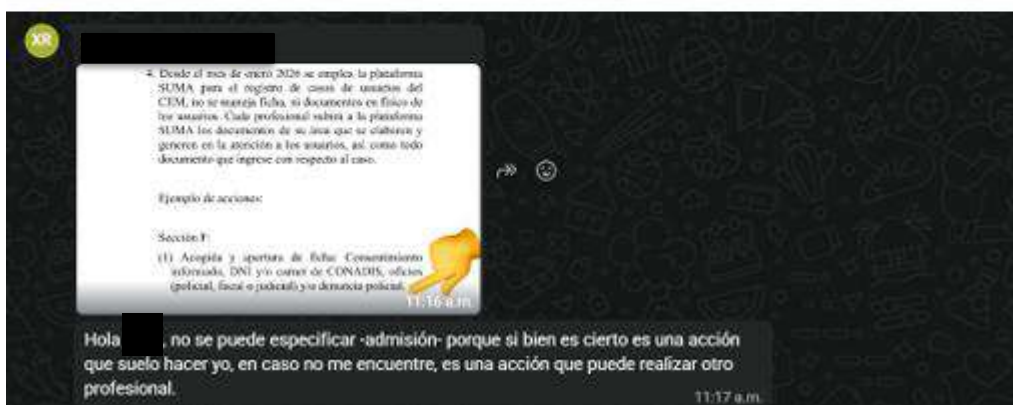 XR
4. Desde el mes de enero 2026 se emplea la plataforma
SUMA para el registro de casos de usuarios del
CEM, no se maneja ficha, ni documentos en físico de
los usuarios. Cada profesional subirá a la plataforma
SUMA los documentos de su área que se elaboren y
generen en la atención a los usuarios, así como todo
documento que ingrese con respecto al caso.
Ejemplo de acciones:
Sección F:
(1) Acogida y apertura de ficha: Consentimiento
informado, DNI y/o carnet de CONADIS, oficios
(policial, fiscal o judicial) y/o denuncia policial.
11:16 a.m.
Hola , no se puede especificar -admisión- porque si bien es cierto es una acción
que suelo hacer yo, en caso no me encuentre, es una acción que puede realizar otro
profesional.
11:17 a.m.